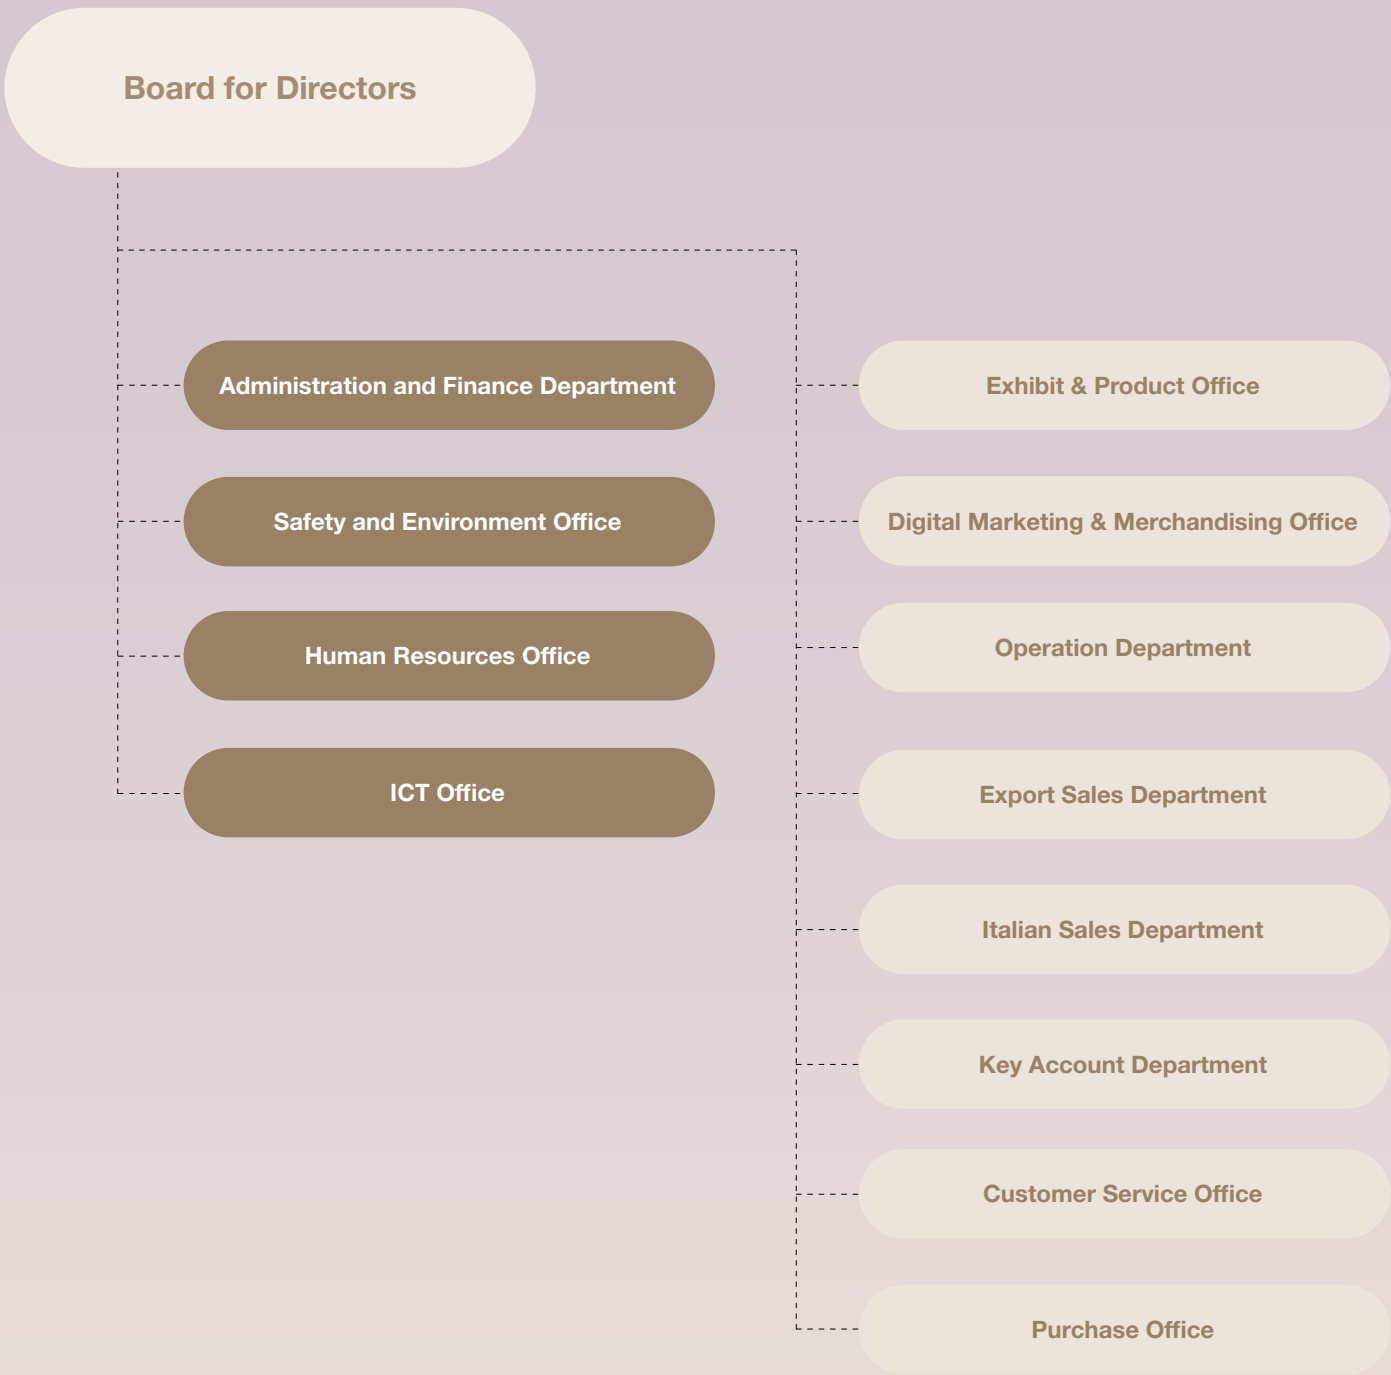 Board for Directors
Administration and Finance Department
Safety and Environment Office
Human Resources Office
ICT Office
Exhibit & Product Office
Digital Marketing & Merchandising Office
Operation Department
Export Sales Department
Italian Sales Department
Key Account Department
Customer Service Office
Purchase Office